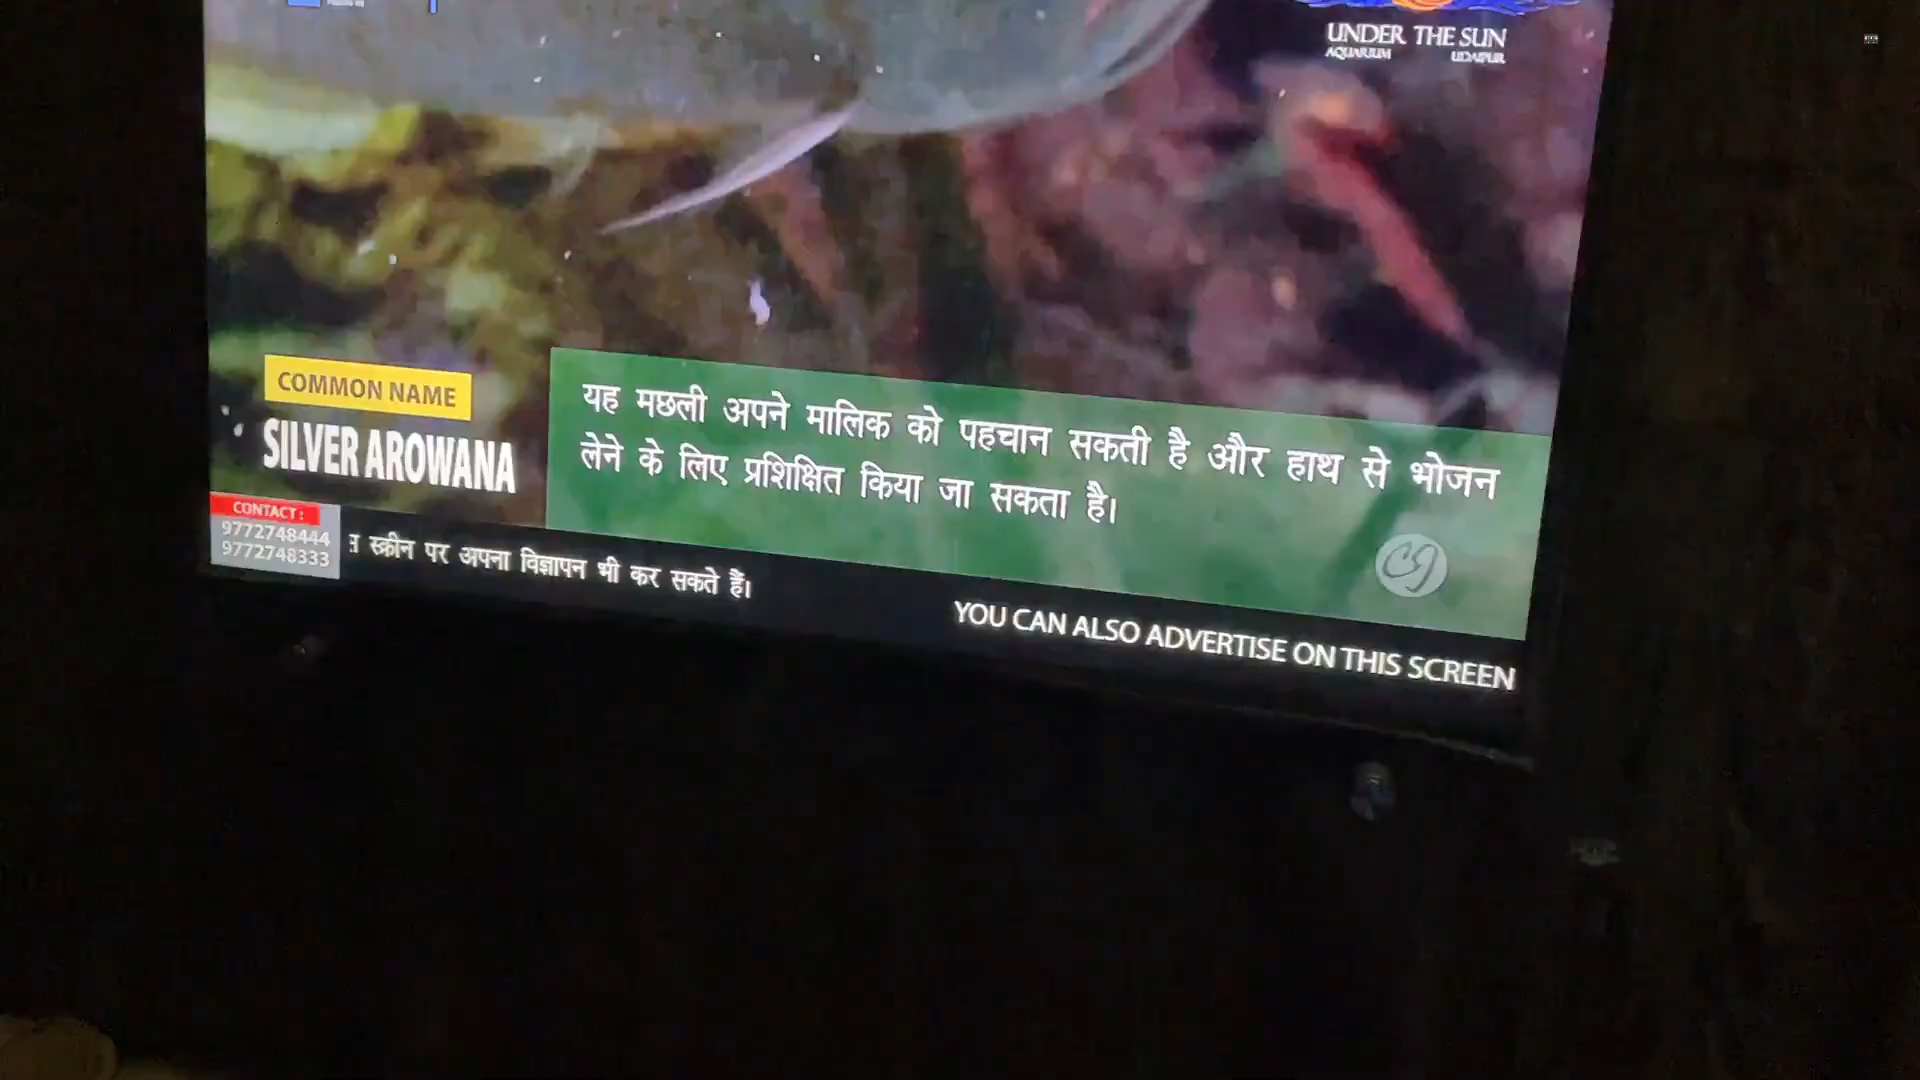 UNDER THE SUN
AQUARIUM UDAIPUR
COMMON NAME
SILVER AROWANA
यह मछली अपने मालिक को पहचान सकती है और हाथ से भोजन
लेने के लिए प्रशिक्षित किया जा सकता है।
CONTACT :
9772748444
9772748333
स्क्रीन पर अपना विज्ञापन भी कर सकते हैं।
YOU CAN ALSO ADVERTISE ON THIS SCREEN